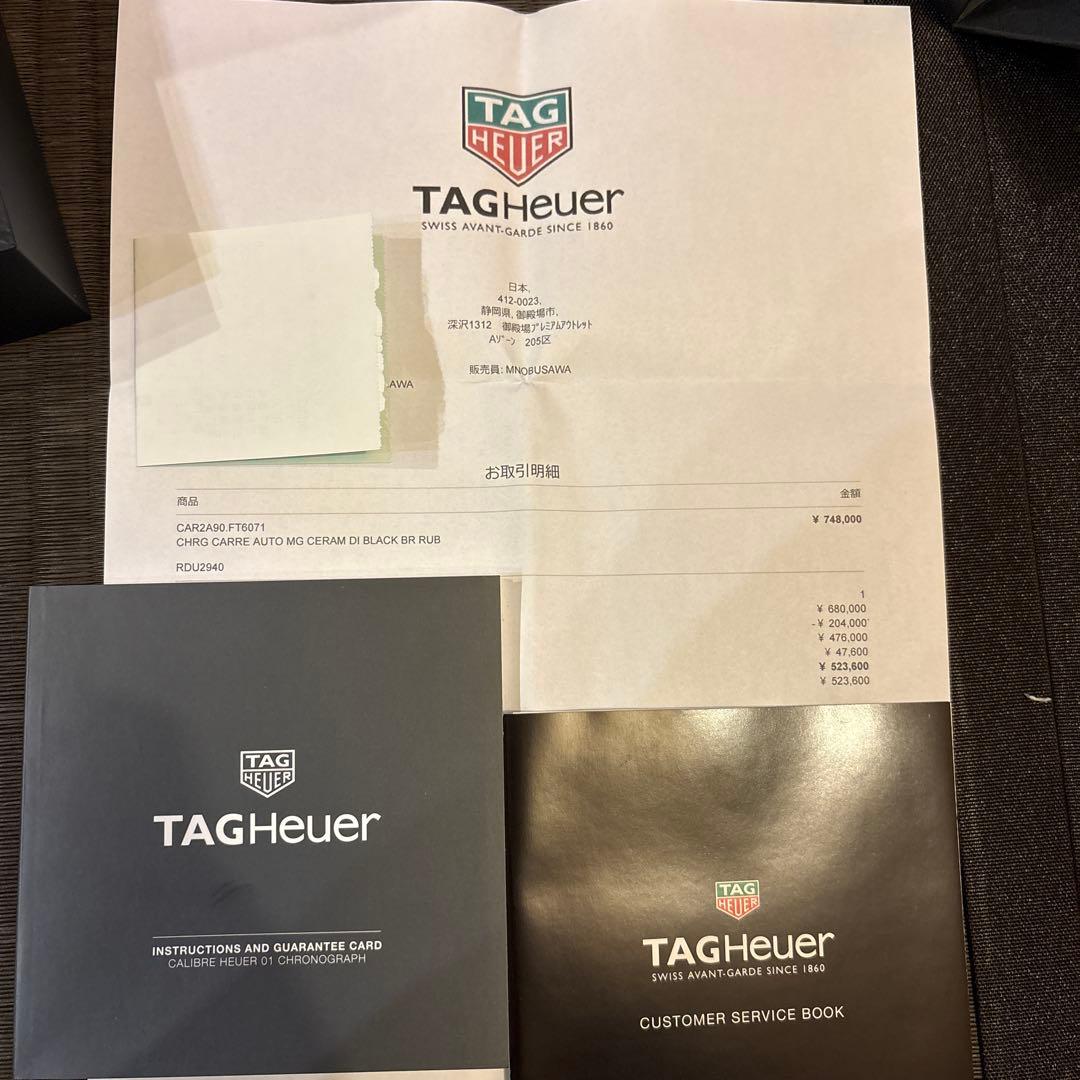 TAG
HEUER
TAGHeuer
SWISS AVANT-GARDE SINCE 1860
日本,
412-0023,
静岡県, 御殿場市,
深沢1312 御殿場ﾌﾟﾚﾐｱﾑｱｳﾄﾚｯﾄ
Aｿﾞｰﾝ 205区
販売員: MNOBUSAWA
.AWA
お取引明細
商品 金額
CAR2A90.FT6071 ¥ 748,000
CHRG CARRE AUTO MG CERAM DI BLACK BR RUB
RDU2940
1
¥ 680,000
-¥ 204,000
¥ 476,000
¥ 47,600
¥ 523,600
¥ 523,600
TAG
HEUER
TAGHeuer
INSTRUCTIONS AND GUARANTEE CARD
CALIBRE HEUER 01 CHRONOGRAPH
TAG
HEUER
TAGHeuer
SWISS AVANT-GARDE SINCE 1860
CUSTOMER SERVICE BOOK